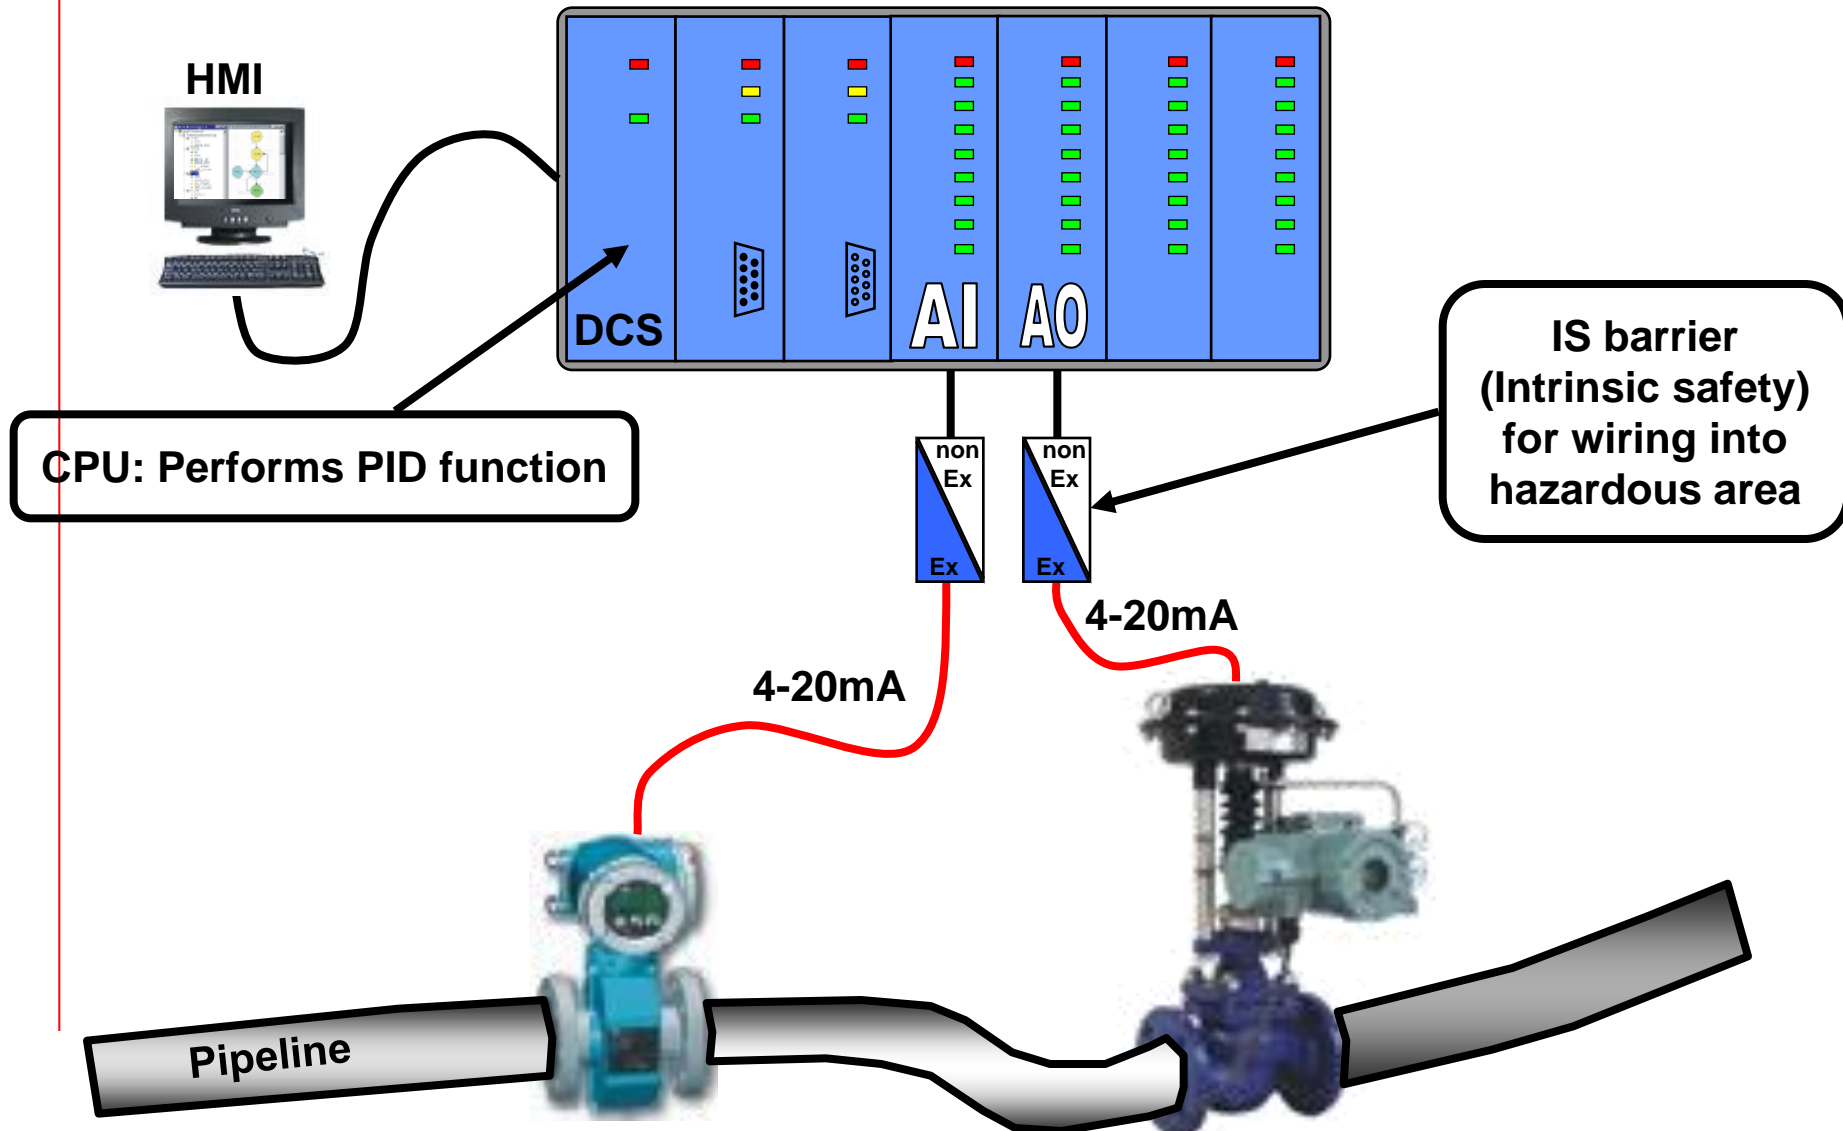 HMI
DCS
AI
AO
CPU: Performs PID function
non
Ex
Ex
non
Ex
Ex
IS barrier
(Intrinsic safety)
for wiring into
hazardous area
4-20mA
4-20mA
Pipeline